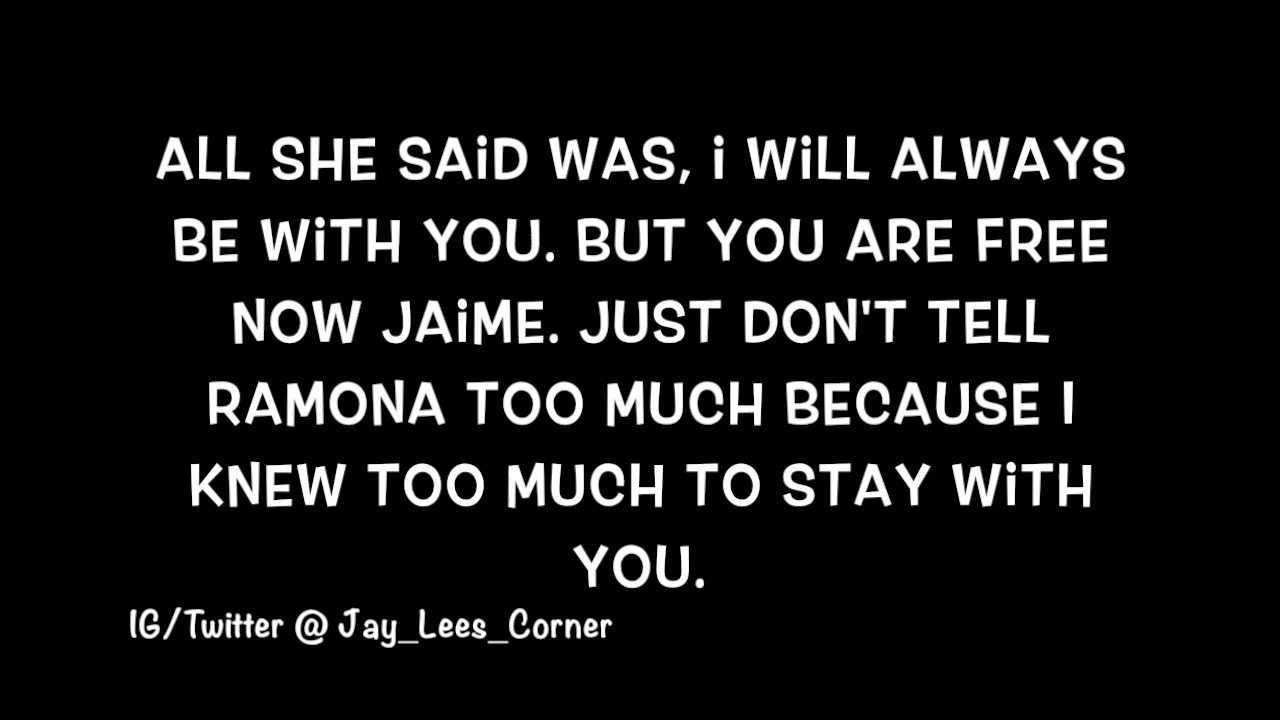 ALL SHE SAiD WAS, i WiLL ALWAYS
BE WiTH YOU. BUT YOU ARE FREE
NOW JAiME. JUST DON'T TELL
RAMONA TOO MUCH BECAUSE I
KNEW TOO MUCH TO STAY WiTH
YOU.
IG/Twitter @ Jay_Lees_Corner